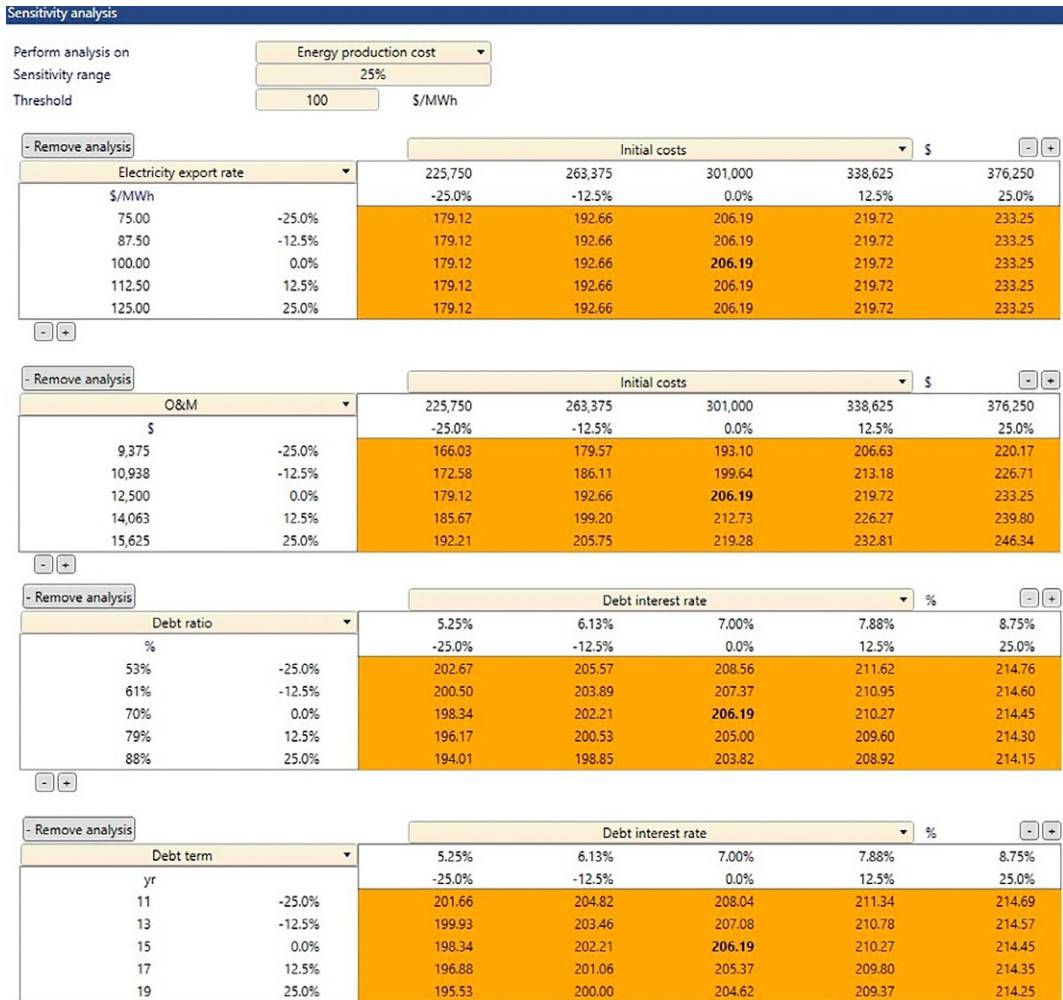 Sensitivity analysis
Perform analysis on Energy production cost
Sensitivity range 25%
Threshold 100 $/MWh
- Remove analysis Initial costs $ - +
Electricity export rate 225,750 263,375 301,000 338,625 376,250
$/MWh -25.0% -12.5% 0.0% 12.5% 25.0%
75.00 -25.0% 179.12 192.66 206.19 219.72 233.25
87.50 -12.5% 179.12 192.66 206.19 219.72 233.25
100.00 0.0% 179.12 192.66 206.19 219.72 233.25
112.50 12.5% 179.12 192.66 206.19 219.72 233.25
125.00 25.0% 179.12 192.66 206.19 219.72 233.25
- +
- Remove analysis Initial costs $ - +
O&M 225,750 263,375 301,000 338,625 376,250
$ -25.0% -12.5% 0.0% 12.5% 25.0%
9,375 -25.0% 166.03 179.57 193.10 206.63 220.17
10,938 -12.5% 172.58 186.11 199.64 213.18 226.71
12,500 0.0% 179.12 192.66 206.19 219.72 233.25
14,063 12.5% 185.67 199.20 212.73 226.27 239.80
15,625 25.0% 192.21 205.75 219.28 232.81 246.34
- +
- Remove analysis Debt interest rate % - +
Debt ratio 5.25% 6.13% 7.00% 7.88% 8.75%
% -25.0% -12.5% 0.0% 12.5% 25.0%
53% -25.0% 202.67 205.57 208.56 211.62 214.76
61% -12.5% 200.50 203.89 207.37 210.95 214.60
70% 0.0% 198.34 202.21 206.19 210.27 214.45
79% 12.5% 196.17 200.53 205.00 209.60 214.30
88% 25.0% 194.01 198.85 203.82 208.92 214.15
- +
- Remove analysis Debt interest rate % - +
Debt term 5.25% 6.13% 7.00% 7.88% 8.75%
yr -25.0% -12.5% 0.0% 12.5% 25.0%
11 -25.0% 201.66 204.82 208.04 211.34 214.69
13 -12.5% 199.93 203.46 207.08 210.78 214.57
15 0.0% 198.34 202.21 206.19 210.27 214.45
17 12.5% 196.88 201.06 205.37 209.80 214.35
19 25.0% 195.53 200.00 204.62 209.37 214.25